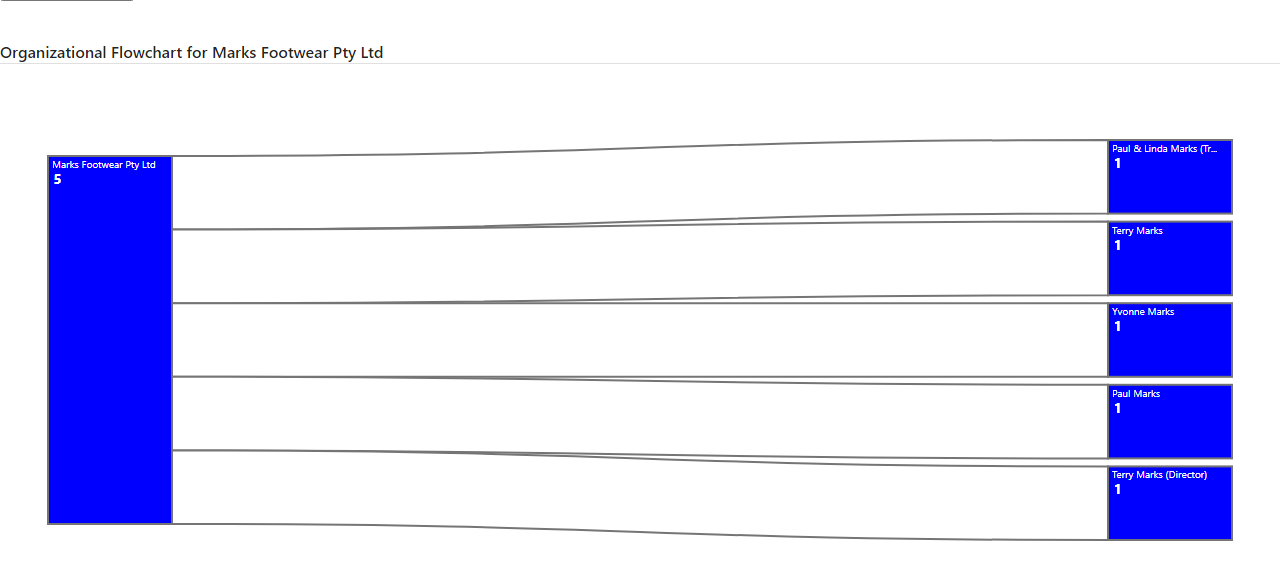 Organizational Flowchart for Marks Footwear Pty Ltd
Marks Footwear Pty Ltd
5
Paul & Linda Marks (Tr...
1
Terry Marks
1
Yvonne Marks
1
Paul Marks
1
Terry Marks (Director)
1